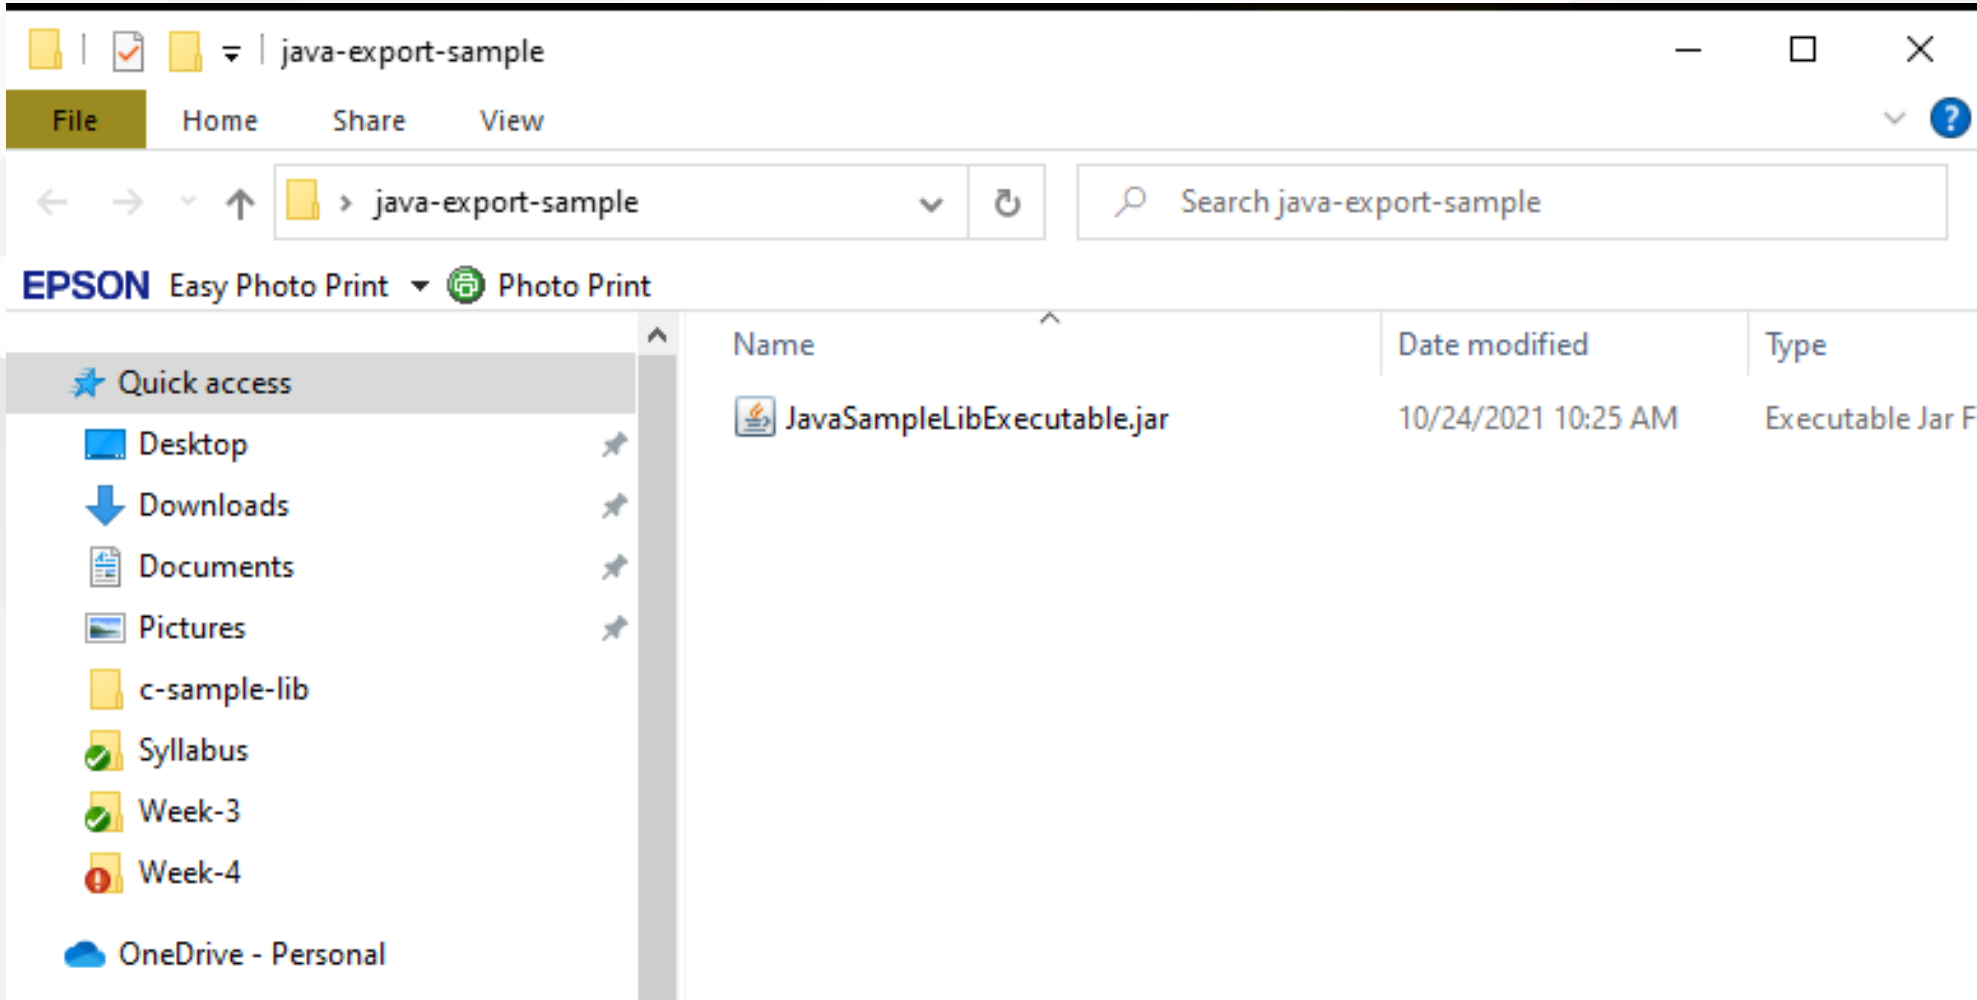 java-export-sample
File Home Share View
java-export-sample Search java-export-sample
EPSON Easy Photo Print Photo Print
Name Date modified Type
Quick access
JavaSampleLibExecutable.jar 10/24/2021 10:25 AM Executable Jar F
Desktop
Downloads
Documents
Pictures
c-sample-lib
Syllabus
Week-3
Week-4
OneDrive - Personal